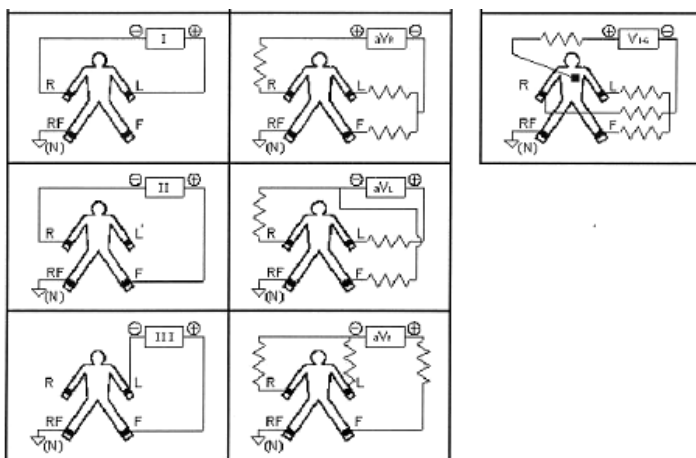 ⊖ I ⊕
R L
RF F
(N)
⊕ aVR ⊖
R L
RF F
(N)
⊕ V1-6 ⊖
R L
RF F
(N)
⊖ II ⊕
R L'
RF F
(N)
⊖ aVL ⊕
R L
RF F
(N)
⊖ III ⊕
R L
RF F
(N)
⊖ aVF ⊕
R L
RF F
(N)